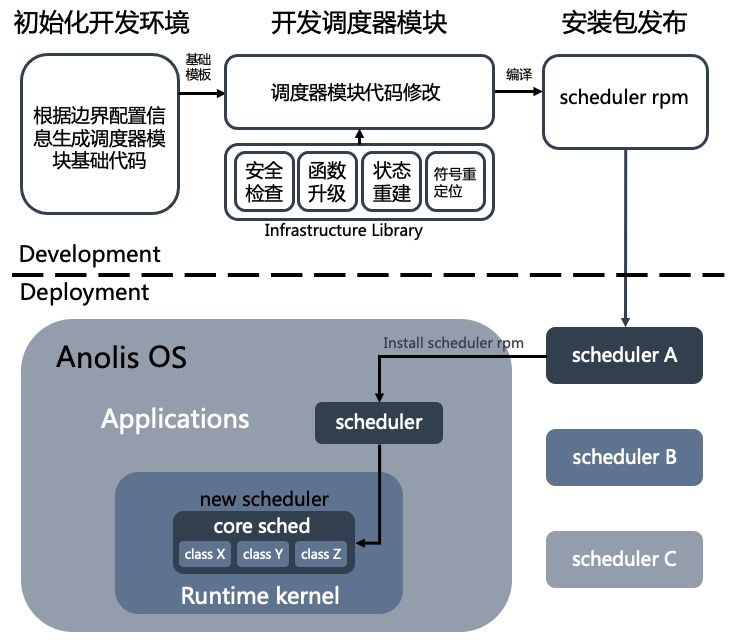 初始化开发环境
开发调度器模块
安装包发布
根据边界配置信
息生成调度器模
块基础代码
基础
模板
调度器模块代码修改
编译
scheduler rpm
安全
检查
函数
升级
状态
重建
符号重
定位
Infrastructure Library
Development
Deployment
Anolis OS
Install scheduler rpm
scheduler A
Applications
scheduler
scheduler B
new scheduler
core sched
class X
class Y
class Z
scheduler C
Runtime kernel